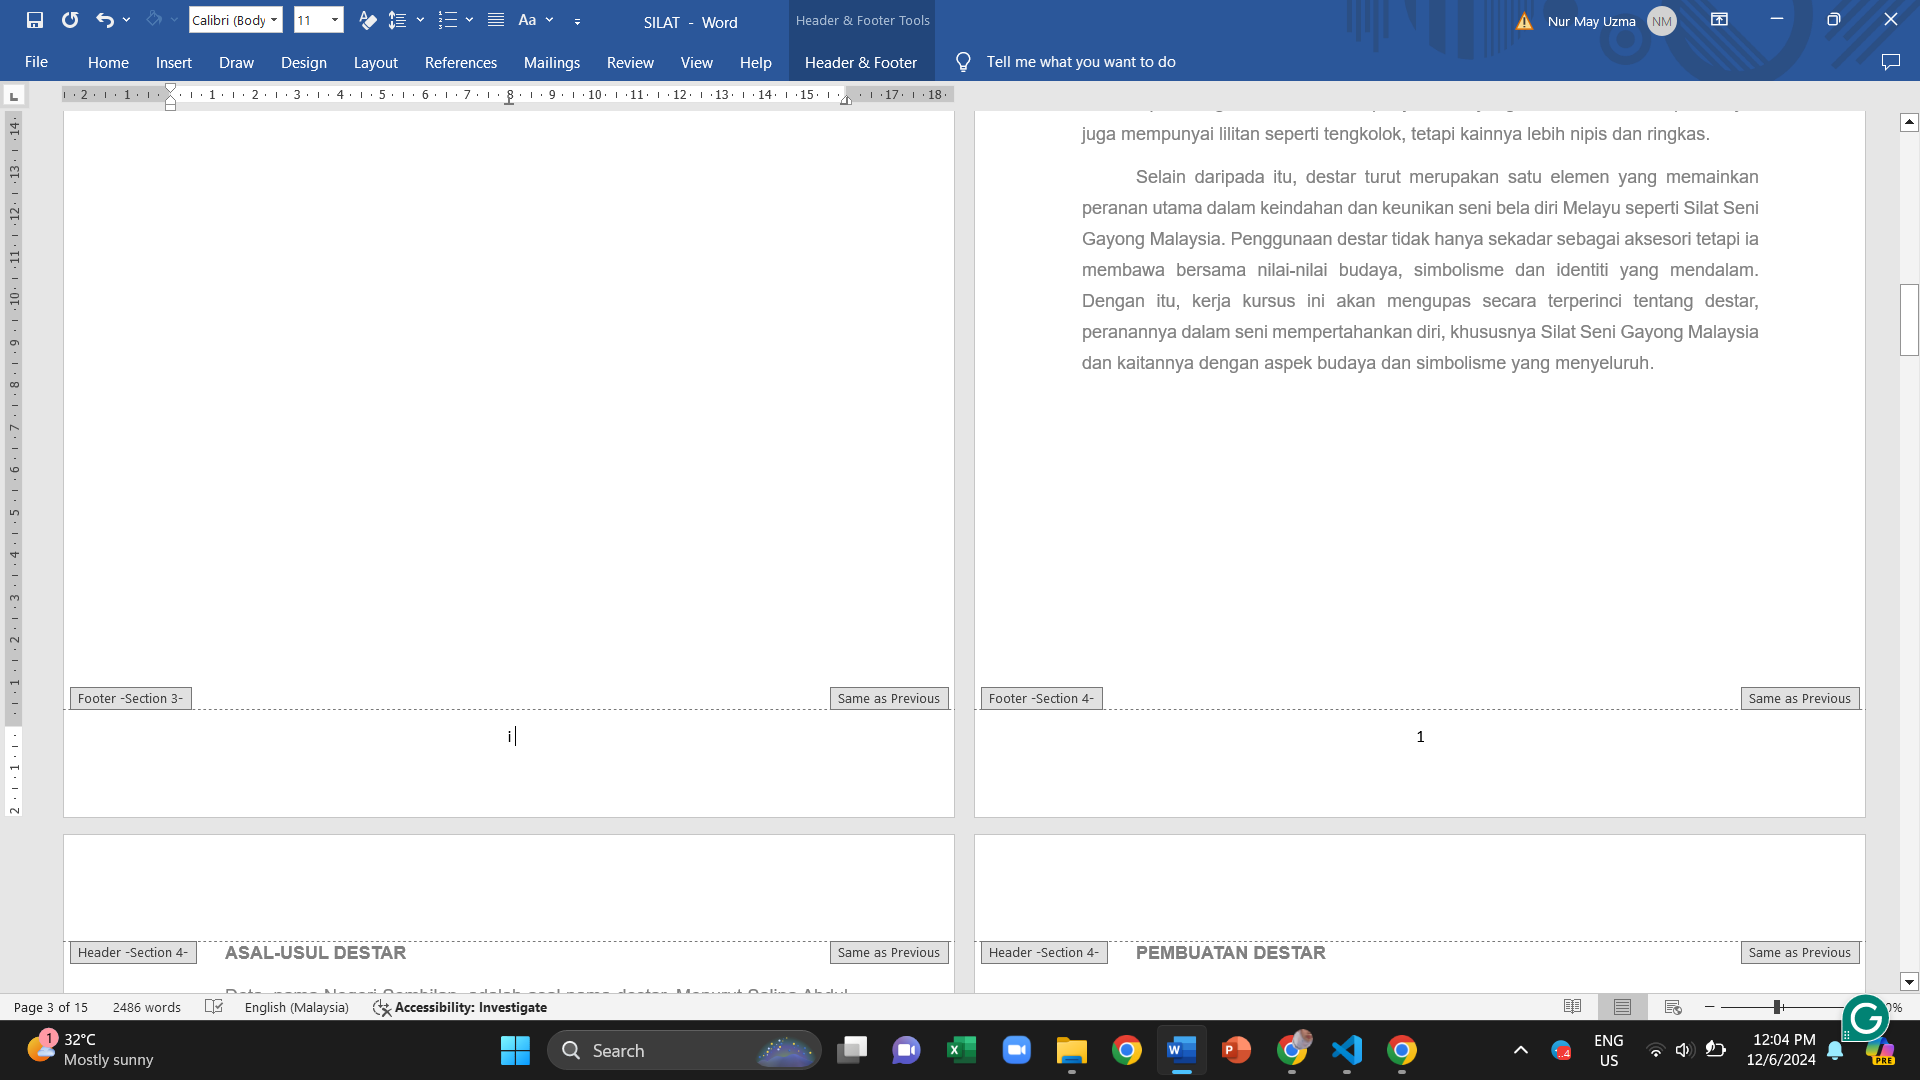 Calibri (Body
11
Aa
SILAT - Word
Header & Footer Tools
Nur May Uzma
NM
File
Home
Insert
Draw
Design
Layout
References
Mailings
Review
View
Help
Header & Footer
Tell me what you want to do
juga mempunyai lilitan seperti tengkolok, tetapi kainnya lebih nipis dan ringkas.
Selain daripada itu, destar turut merupakan satu elemen yang memainkan
peranan utama dalam keindahan dan keunikan seni bela diri Melayu seperti Silat Seni
Gayong Malaysia. Penggunaan destar tidak hanya sekadar sebagai aksesori tetapi ia
membawa bersama nilai-nilai budaya, simbolisme dan identiti yang mendalam.
Dengan itu, kerja kursus ini akan mengupas secara terperinci tentang destar,
peranannya dalam seni mempertahankan diri, khususnya Silat Seni Gayong Malaysia
dan kaitannya dengan aspek budaya dan simbolisme yang menyeluruh.
Footer -Section 3-
Same as Previous
i
Footer -Section 4-
Same as Previous
1
Header -Section 4-
ASAL-USUL DESTAR
Same as Previous
Header -Section 4-
PEMBUATAN DESTAR
Same as Previous
Page 3 of 15
2486 words
English (Malaysia)
Accessibility: Investigate
1
32°C
Mostly sunny
Search
ENG
US
12:04 PM
12/6/2024
PRE